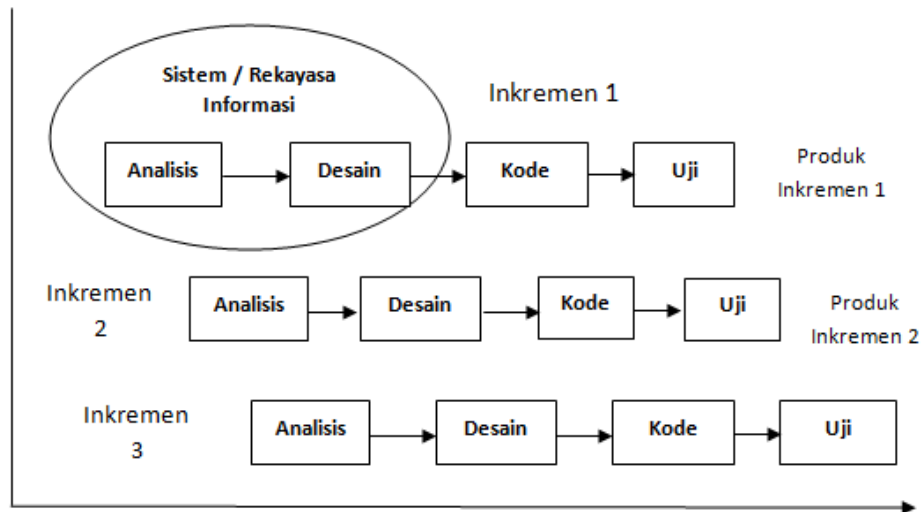 Sistem / Rekayasa
Informasi
Inkremen 1
Analisis
Desain
Kode
Uji
Produk
Inkremen 1
Inkremen
2
Analisis
Desain
Kode
Uji
Produk
Inkremen 2
Inkremen
3
Analisis
Desain
Kode
Uji